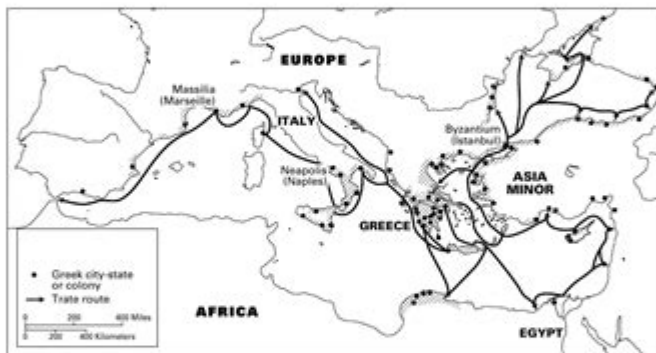 EUROPE
Massilia
(Marseille)
ITALY
Byzantium
(Istanbul)
Neapolis
(Naples)
ASIA
MINOR
GREECE
Greek city-state
or colony
Trate route
0 200 400 Miles
0 200 400 Kilometers
AFRICA
EGYPT